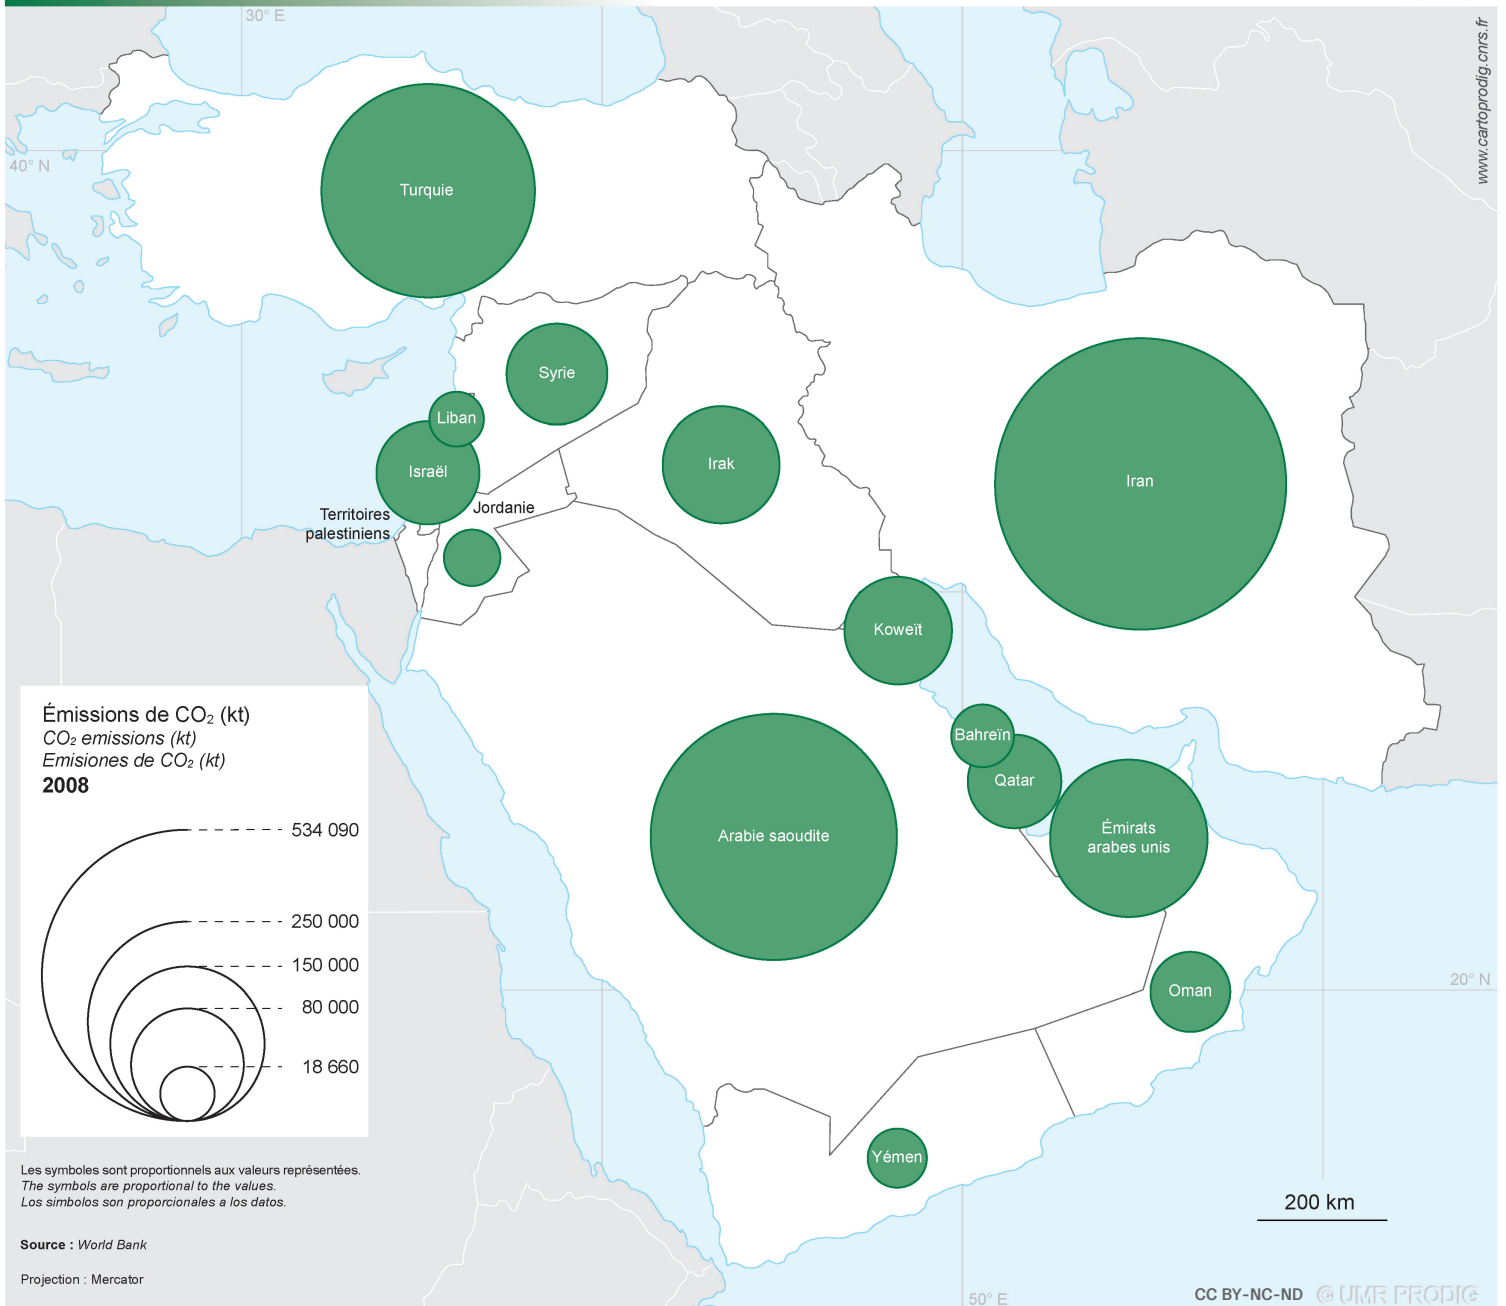 30° E
www.cartoprodig.cnrs.fr
40° N
Turquie
Syrie
Liban
Israël
Irak
Iran
Territoires
palestiniens
Jordanie
Koweït
Bahreïn
Qatar
Émirats
arabes unis
Arabie saoudite
Oman
Yémen
20° N
Émissions de CO₂ (kt)
CO₂ emissions (kt)
Emisiones de CO₂ (kt)
2008
534 090
250 000
150 000
80 000
18 660
Les symboles sont proportionnels aux valeurs représentées.
The symbols are proportional to the values.
Los simbolos son proporcionales a los datos.
Source : World Bank
Projection : Mercator
200 km
50° E
CC BY-NC-ND © UMR PRODIG